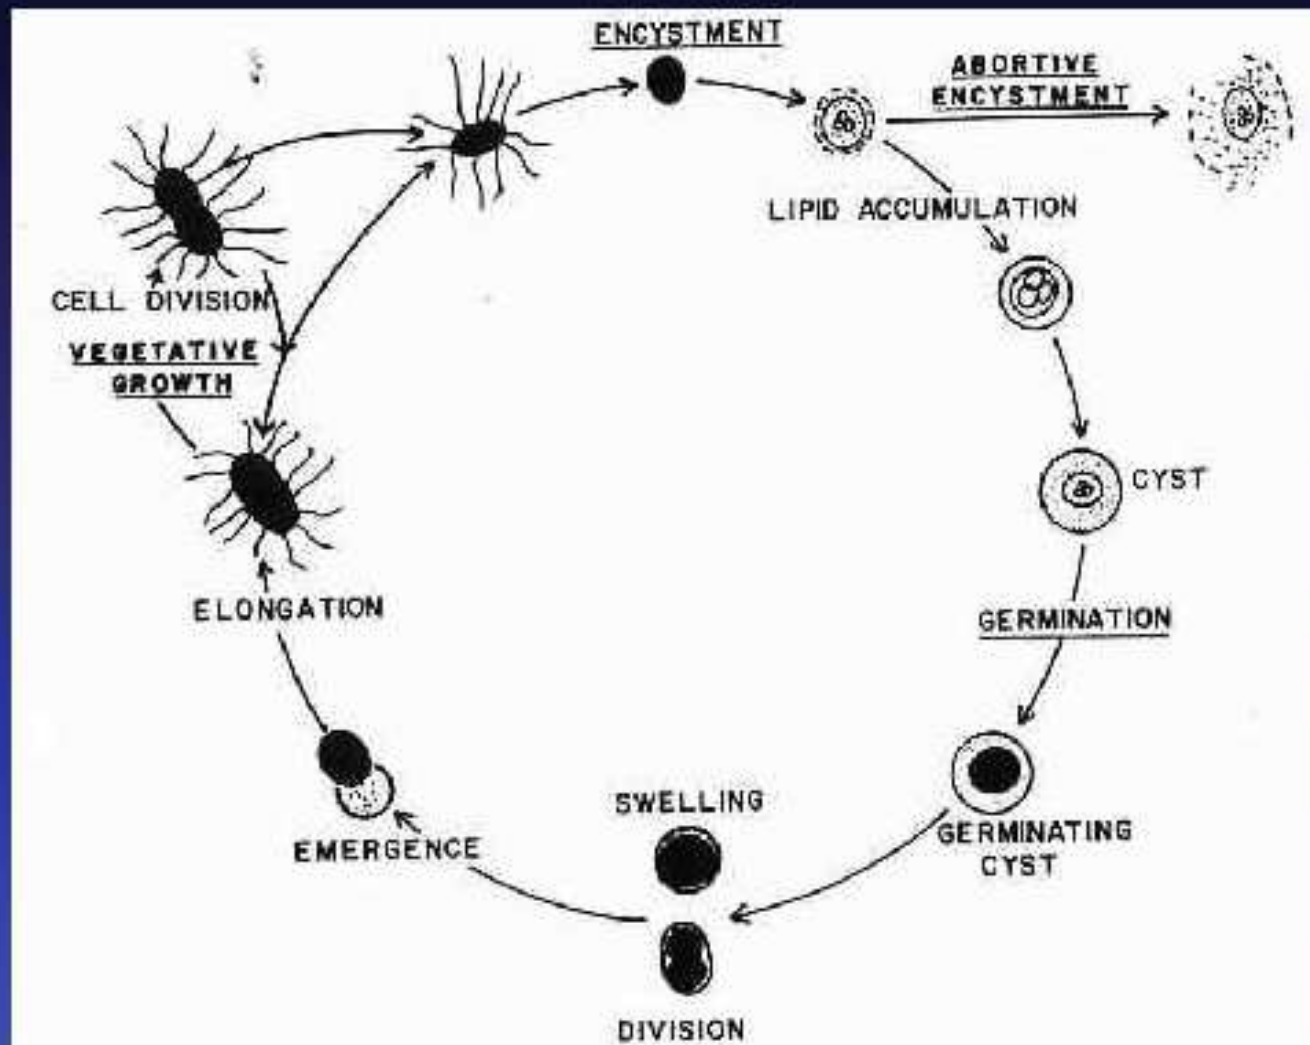 ENCYSTMENT
ABORTIVE
ENCYSTMENT
LIPID ACCUMULATION
CELL DIVISION
VEGETATIVE
GROWTH
CYST
ELONGATION
GERMINATION
SWELLING
GERMINATING
CYST
EMERGENCE
DIVISION